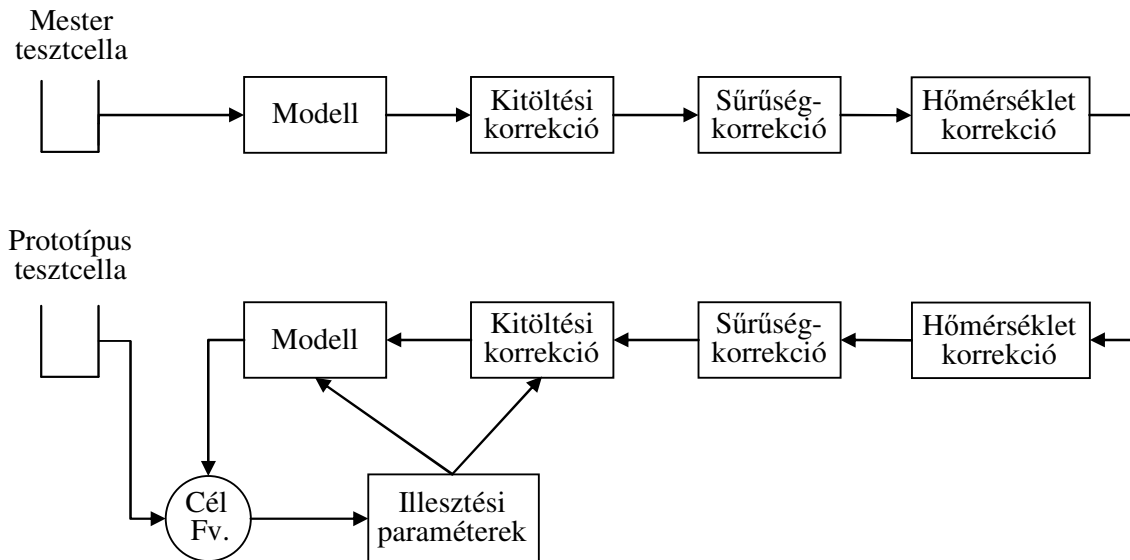 Mester
tesztcella
Modell
Kitöltési
korrekció
Sűrűség-
korrekció
Hőmérséklet
korrekció
Prototípus
tesztcella
Modell
Kitöltési
korrekció
Sűrűség-
korrekció
Hőmérséklet
korrekció
Cél
Fv.
Illesztési
paraméterek